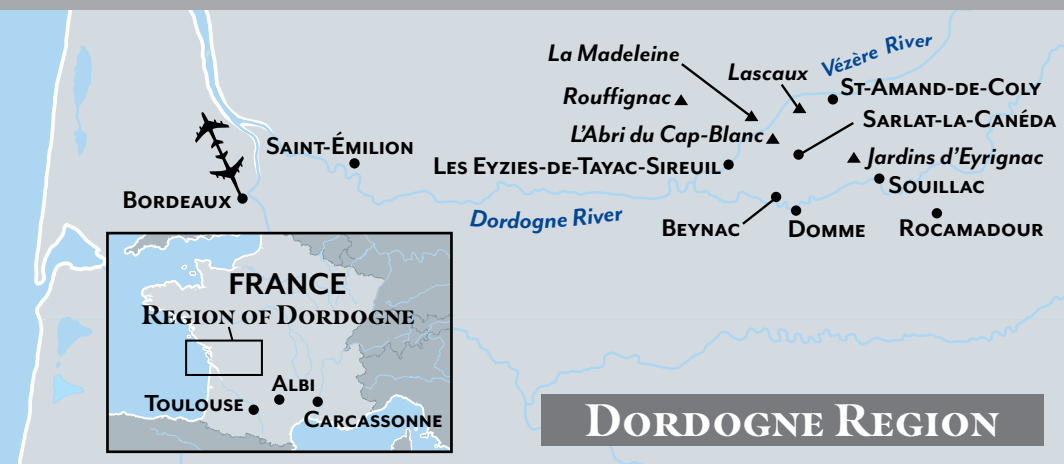 La Madeleine
Vézère River
Lascaux
Rouffignac
St-Amand-de-Coly
Sarlat-la-Canéda
L'Abri du Cap-Blanc
Saint-Émilion
Jardins d'Eyrignac
Les Eyzies-de-Tayac-Sireuil
Souillac
Bordeaux
Dordogne River
Beynac
Domme
Rocamadour
FRANCE
Region of Dordogne
Albi
Toulouse
Carcassonne
Dordogne Region